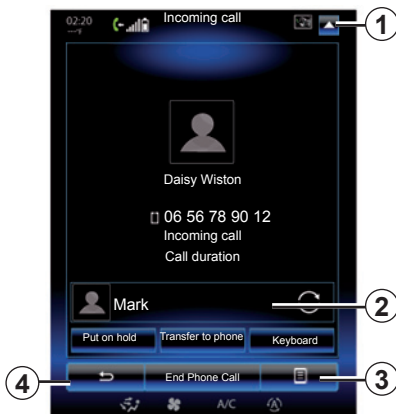 02:20 Incoming call
1
Daisy Wiston
06 56 78 90 12
Incoming call
Call duration
Mark
2
Put on hold Transfer to phone Keyboard
4 End Phone Call 3
A/C